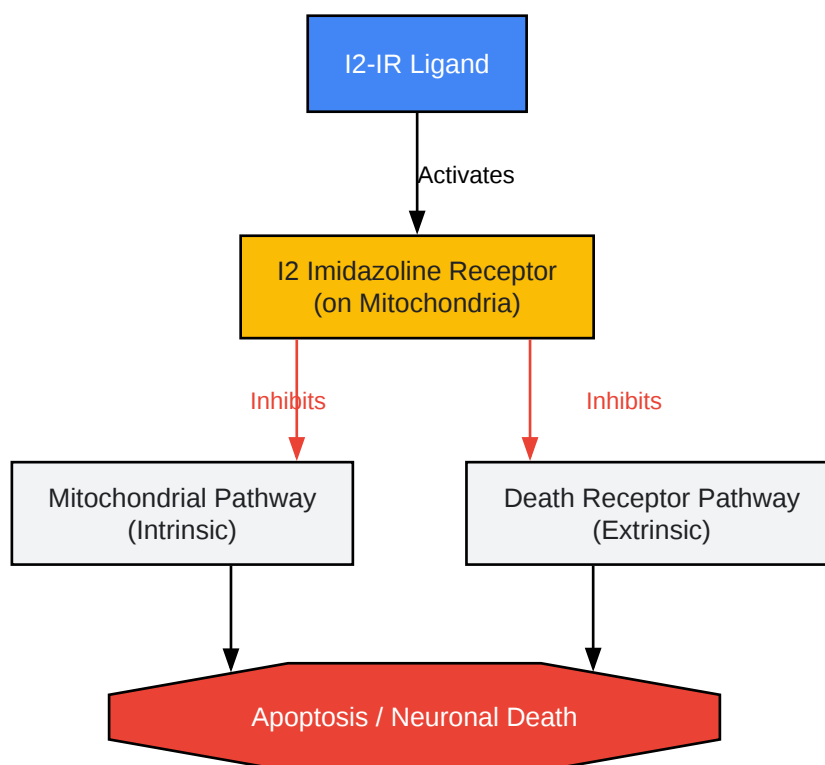 I2-IR Ligand
Activates
I2 Imidazoline Receptor
(on Mitochondria)
Inhibits
Inhibits
Mitochondrial Pathway
(Intrinsic)
Death Receptor Pathway
(Extrinsic)
Apoptosis / Neuronal Death